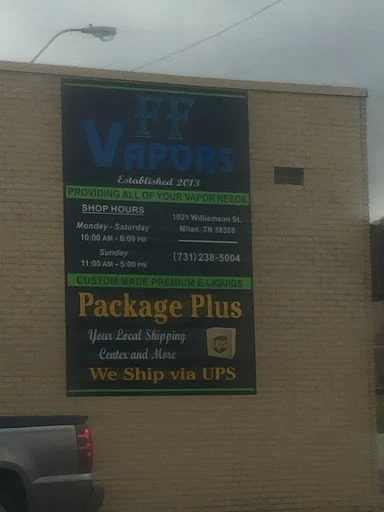 FF
VAPORS
Established 2013
PROVIDING ALL OF YOUR VAPOR NEEDS
SHOP HOURS
Monday - Saturday
10:00 AM - 6:00 PM
Sunday
11:00 AM - 5:00 PM
1021 Williamson St.
Milan, TN 38358
(731)238-5004
CUSTOM MADE PREMIUM E-LIQUIDS
Package Plus
Your Local Shipping
Center and More
ups
We Ship via UPS